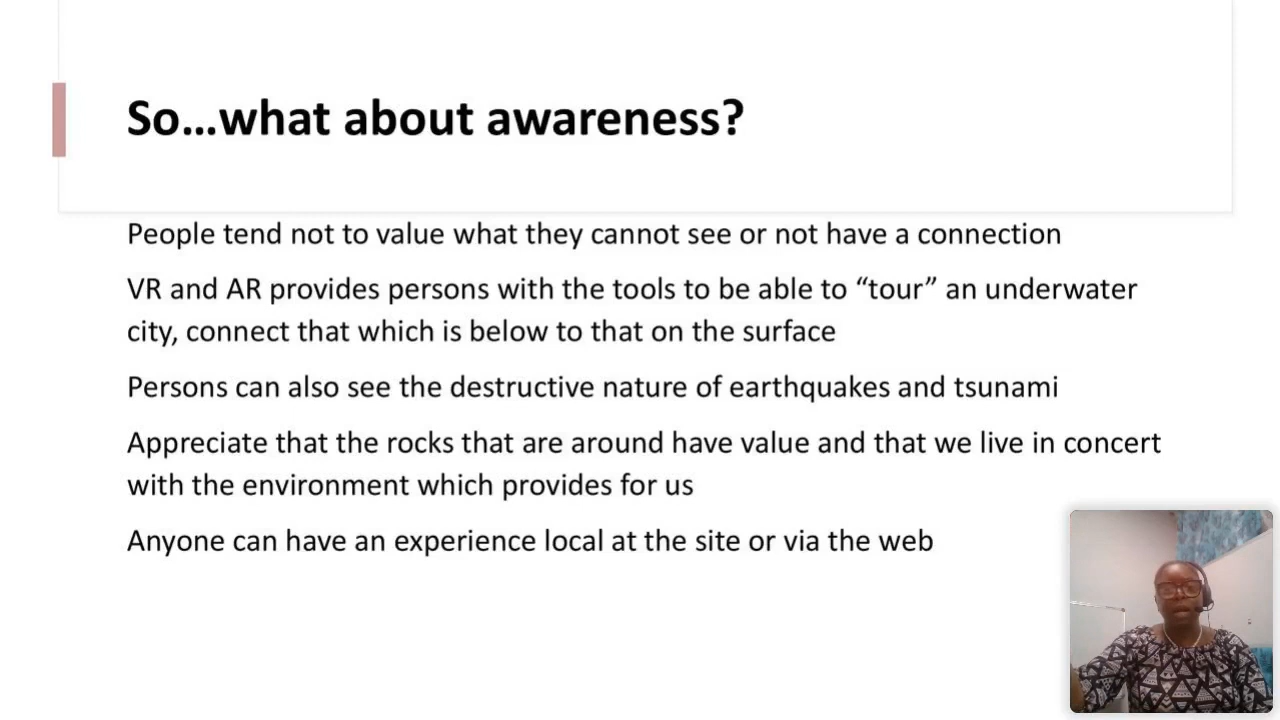 So...what about awareness?
People tend not to value what they cannot see or not have a connection
VR and AR provides persons with the tools to be able to “tour” an underwater
city, connect that which is below to that on the surface
Persons can also see the destructive nature of earthquakes and tsunami
Appreciate that the rocks that are around have value and that we live in concert
with the environment which provides for us
Anyone can have an experience local at the site or via the web